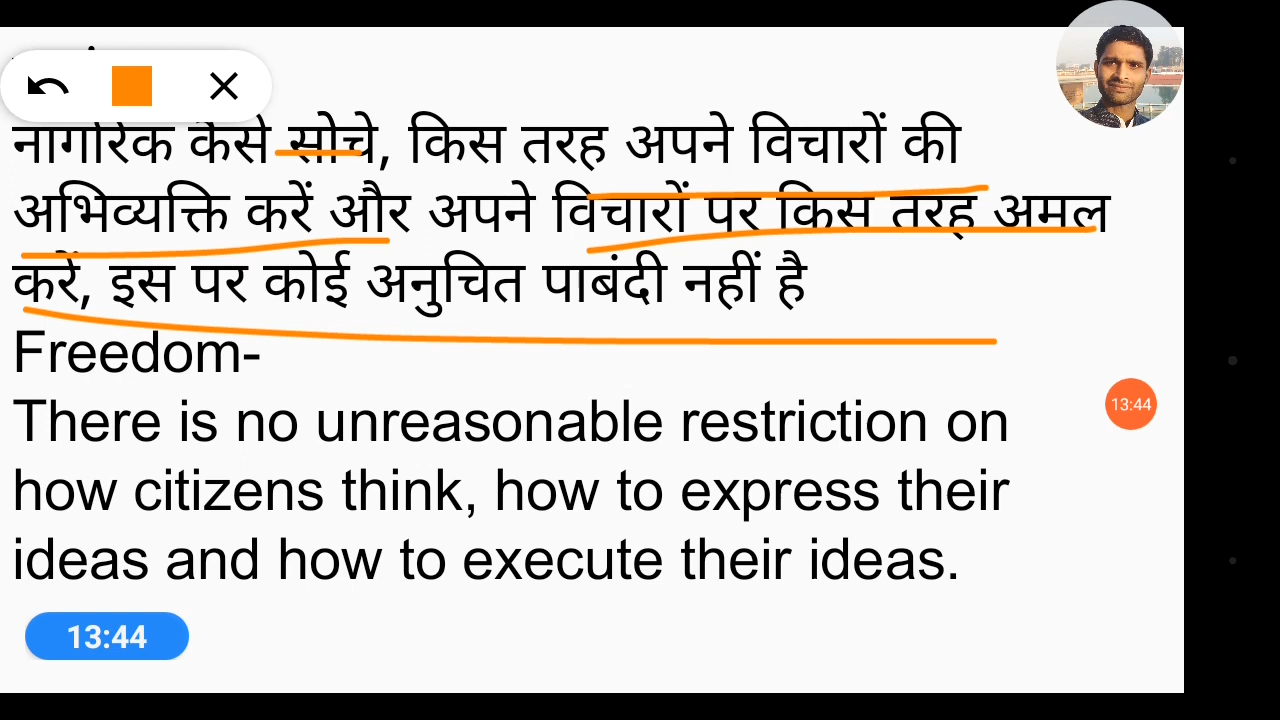 नागरिक कैसे सोचे, किस तरह अपने विचारों की
अभिव्यक्ति करें और अपने विचारों पर किस तरह अमल
करें, इस पर कोई अनुचित पाबंदी नहीं है
Freedom-
There is no unreasonable restriction on
how citizens think, how to express their
ideas and how to execute their ideas.
13:44
13:44